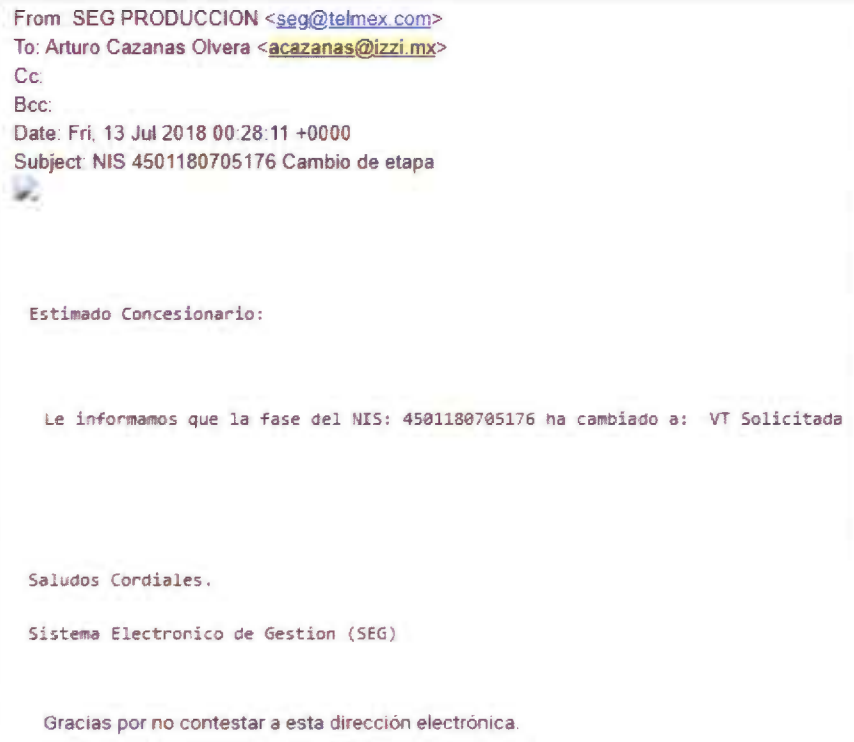 From SEG PRODUCCION <seg@telmex.com>
To: Arturo Cazanas Olvera <acazanas@izzi.mx>
Cc:
Bcc:
Date: Fri, 13 Jul 2018 00:28:11 +0000
Subject: NIS 4501180705176 Cambio de etapa
Estimado Concesionario:
Le informamos que la fase del NIS: 4501180705176 ha cambiado a: VT Solicitada
Saludos Cordiales.
Sistema Electronico de Gestion (SEG)
Gracias por no contestar a esta dirección electrónica.